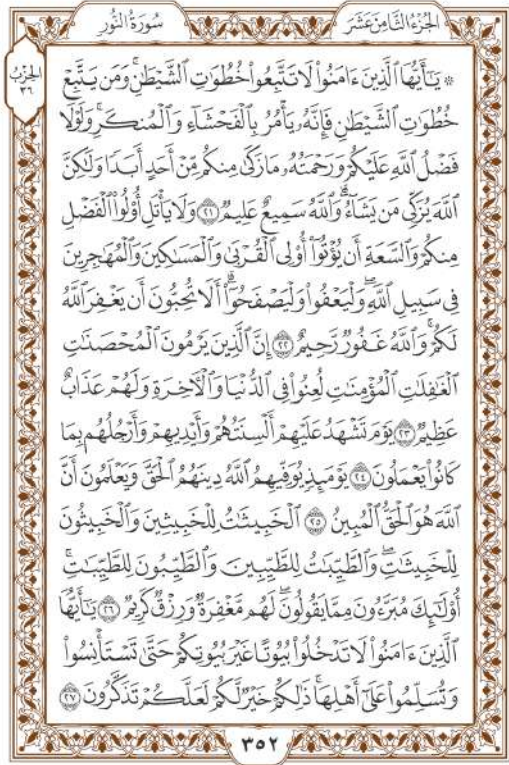 الجزء الثامن عشر
سورة النور
الحزب
٣٦
۞ يَٰٓأَيُّهَا ٱلَّذِينَ ءَامَنُواْ لَا تَتَّبِعُواْ خُطُوَٰتِ ٱلشَّيْطَٰنِۚ وَمَن يَتَّبِعْ
خُطُوَٰتِ ٱلشَّيْطَٰنِ فَإِنَّهُۥ يَأْمُرُ بِٱلْفَحْشَآءِ وَٱلْمُنكَرِۚ وَلَوْلَا
فَضْلُ ٱللَّهِ عَلَيْكُمْ وَرَحْمَتُهُۥ مَا زَكَىٰ مِنكُم مِّنْ أَحَدٍ أَبَدًا وَلَٰكِنَّ
ٱللَّهَ يُزَكِّي مَن يَشَآءُۗ وَٱللَّهُ سَمِيعٌ عَلِيمٌ ٢١ وَلَا يَأْتَلِ أُوْلُواْ ٱلْفَضْلِ
مِنكُمْ وَٱلسَّعَةِ أَن يُؤْتُوٓاْ أُوْلِي ٱلْقُرْبَىٰ وَٱلْمَسَٰكِينَ وَٱلْمُهَٰجِرِينَ
فِي سَبِيلِ ٱللَّهِۖ وَلْيَعْفُواْ وَلْيَصْفَحُوٓاْۗ أَلَا تُحِبُّونَ أَن يَغْفِرَ ٱللَّهُ
لَكُمْۚ وَٱللَّهُ غَفُورٌ رَّحِيمٌ ٢٢ إِنَّ ٱلَّذِينَ يَرْمُونَ ٱلْمُحْصَنَٰتِ
ٱلْغَٰفِلَٰتِ ٱلْمُؤْمِنَٰتِ لُعِنُواْ فِي ٱلدُّنْيَا وَٱلْأٓخِرَةِ وَلَهُمْ عَذَابٌ
عَظِيمٌ ٢٣ يَوْمَ تَشْهَدُ عَلَيْهِمْ أَلْسِنَتُهُمْ وَأَيْدِيهِمْ وَأَرْجُلُهُم بِمَا
كَانُواْ يَعْمَلُونَ ٢٤ يَوْمَئِذٍ يُوَفِّيهِمُ ٱللَّهُ دِينَهُمُ ٱلْحَقَّ وَيَعْلَمُونَ أَنَّ
ٱللَّهَ هُوَ ٱلْحَقُّ ٱلْمُبِينُ ٢٥ ٱلْخَبِيثَٰتُ لِلْخَبِيثِينَ وَٱلْخَبِيثُونَ
لِلْخَبِيثَٰتِۖ وَٱلطَّيِّبَٰتُ لِلطَّيِّبِينَ وَٱلطَّيِّبُونَ لِلطَّيِّبَٰتِۚ
أُوْلَٰٓئِكَ مُبَرَّءُونَ مِمَّا يَقُولُونَۖ لَهُم مَّغْفِرَةٌ وَرِزْقٌ كَرِيمٌ ٢٦ يَٰٓأَيُّهَا
ٱلَّذِينَ ءَامَنُواْ لَا تَدْخُلُواْ بُيُوتًا غَيْرَ بُيُوتِكُمْ حَتَّىٰ تَسْتَأْنِسُواْ
وَتُسَلِّمُواْ عَلَىٰٓ أَهْلِهَاۚ ذَٰلِكُمْ خَيْرٌ لَّكُمْ لَعَلَّكُمْ تَذَكَّرُونَ ٢٧
٣٥٢